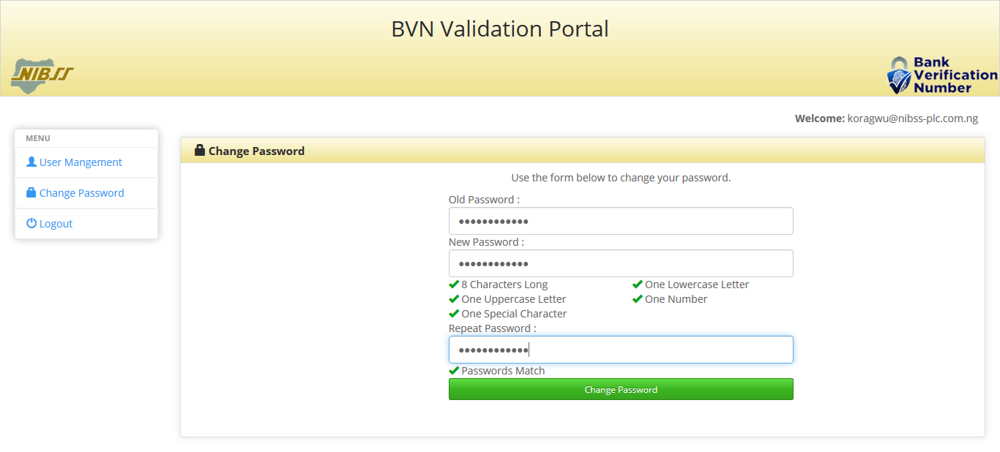 BVN Validation Portal
NIBSS
Bank
Verification
Number
Welcome: koragwu@nibss-plc.com.ng
MENU
User Mangement
Change Password
Logout
Change Password
Use the form below to change your password.
Old Password :
••••••••••••
New Password :
••••••••••••
8 Characters Long
One Lowercase Letter
One Uppercase Letter
One Number
One Special Character
Repeat Password :
••••••••••••
Passwords Match
Change Password